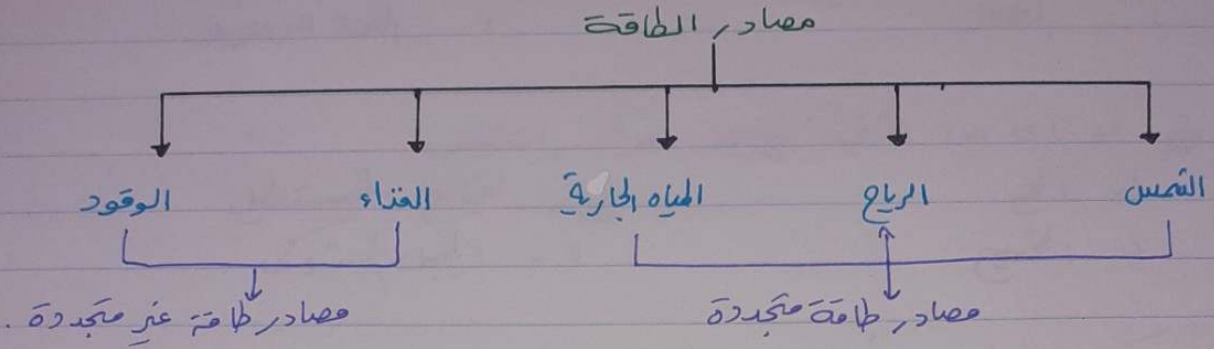 مصادر الطاقة
الشمس الرياح المياه الجارية الغذاء الوقود
مصادر طاقة متجددة مصادر طاقة غير متجددة .